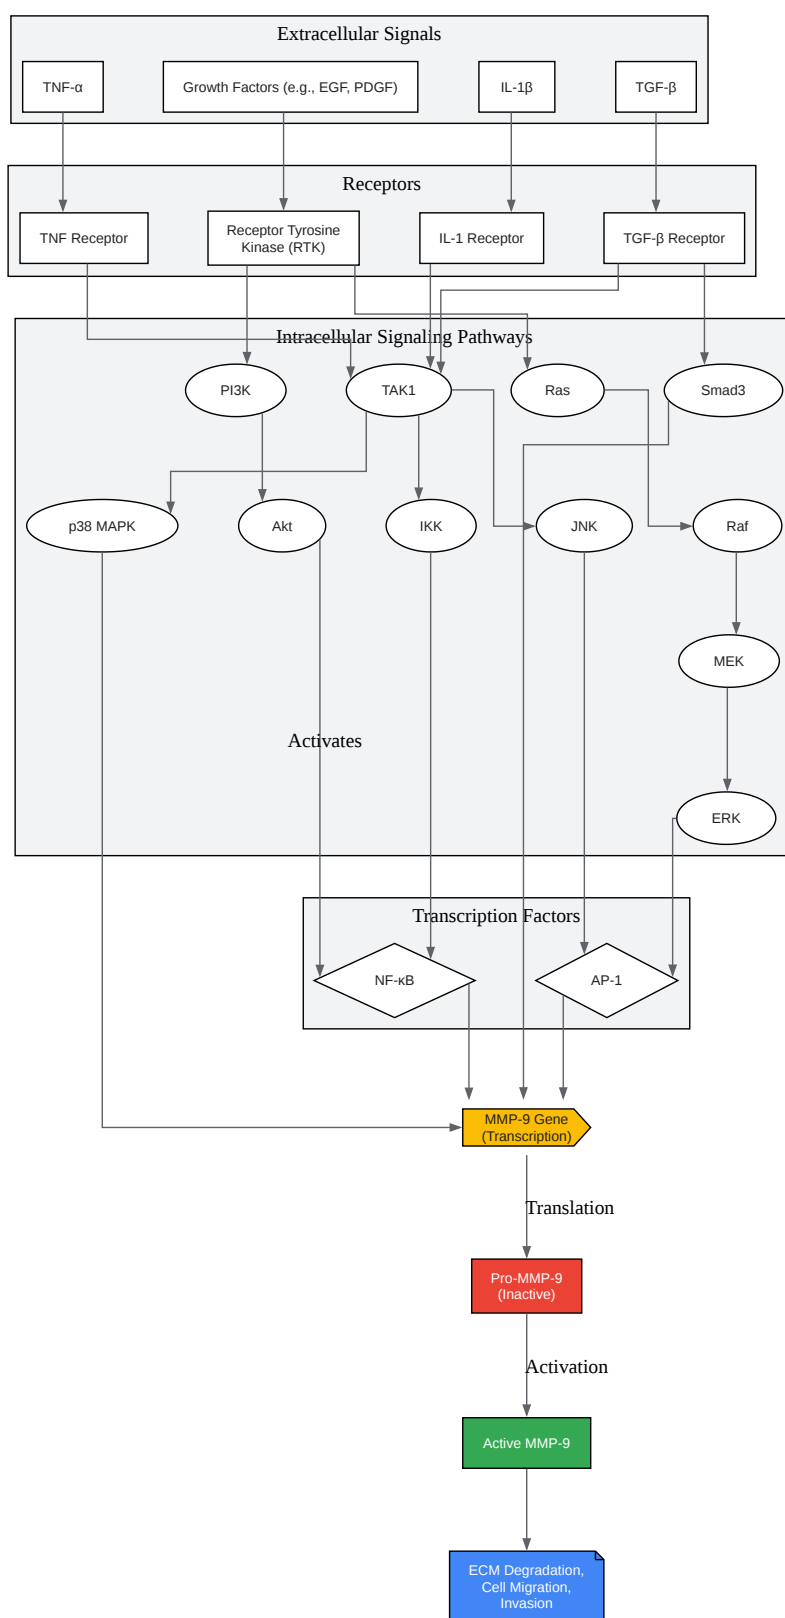 Extracellular Signals
TNF-α
Growth Factors (e.g., EGF, PDGF)
IL-1β
TGF-β
Receptors
TNF Receptor
Receptor Tyrosine
Kinase (RTK)
IL-1 Receptor
TGF-β Receptor
Intracellular Signaling Pathways
PI3K
TAK1
Ras
Smad3
p38 MAPK
Akt
IKK
JNK
Raf
MEK
Activates
ERK
Transcription Factors
NF-κB
AP-1
MMP-9 Gene
(Transcription)
Translation
Pro-MMP-9
(Inactive)
Activation
Active MMP-9
ECM Degradation,
Cell Migration,
Invasion